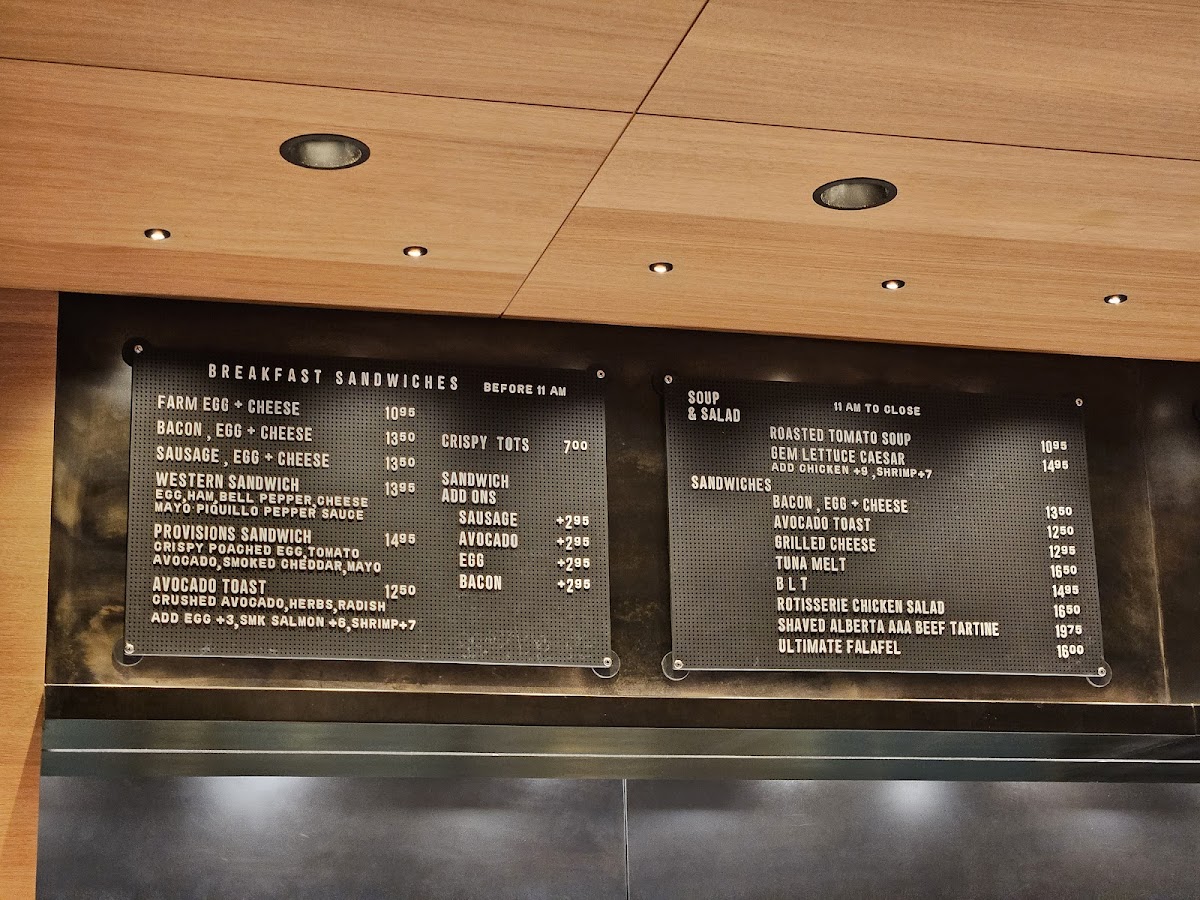 BREAKFAST SANDWICHES BEFORE 11 AM
FARM EGG + CHEESE 1095
BACON , EGG + CHEESE 1350
SAUSAGE , EGG + CHEESE 1350
WESTERN SANDWICH 1395
EGG,HAM,BELL PEPPER,CHEESE
MAYO PIQUILLO PEPPER SAUCE
PROVISIONS SANDWICH 1495
CRISPY POACHED EGG,TOMATO
AVOCADO,SMOKED CHEDDAR,MAYO
AVOCADO TOAST 1250
CRUSHED AVOCADO,HERBS,RADISH
ADD EGG +3,SMK SALMON +6,SHRIMP+7
CRISPY TOTS 700
SANDWICH
ADD ONS
SAUSAGE +295
AVOCADO +295
EGG +295
BACON +295
SOUP
& SALAD
11 AM TO CLOSE
ROASTED TOMATO SOUP 1095
GEM LETTUCE CAESAR 1495
ADD CHICKEN +9 ,SHRIMP+7
SANDWICHES
BACON , EGG + CHEESE 1350
AVOCADO TOAST 1250
GRILLED CHEESE 1295
TUNA MELT 1650
B L T 1495
ROTISSERIE CHICKEN SALAD 1650
SHAVED ALBERTA AAA BEEF TARTINE 1975
ULTIMATE FALAFEL 1600